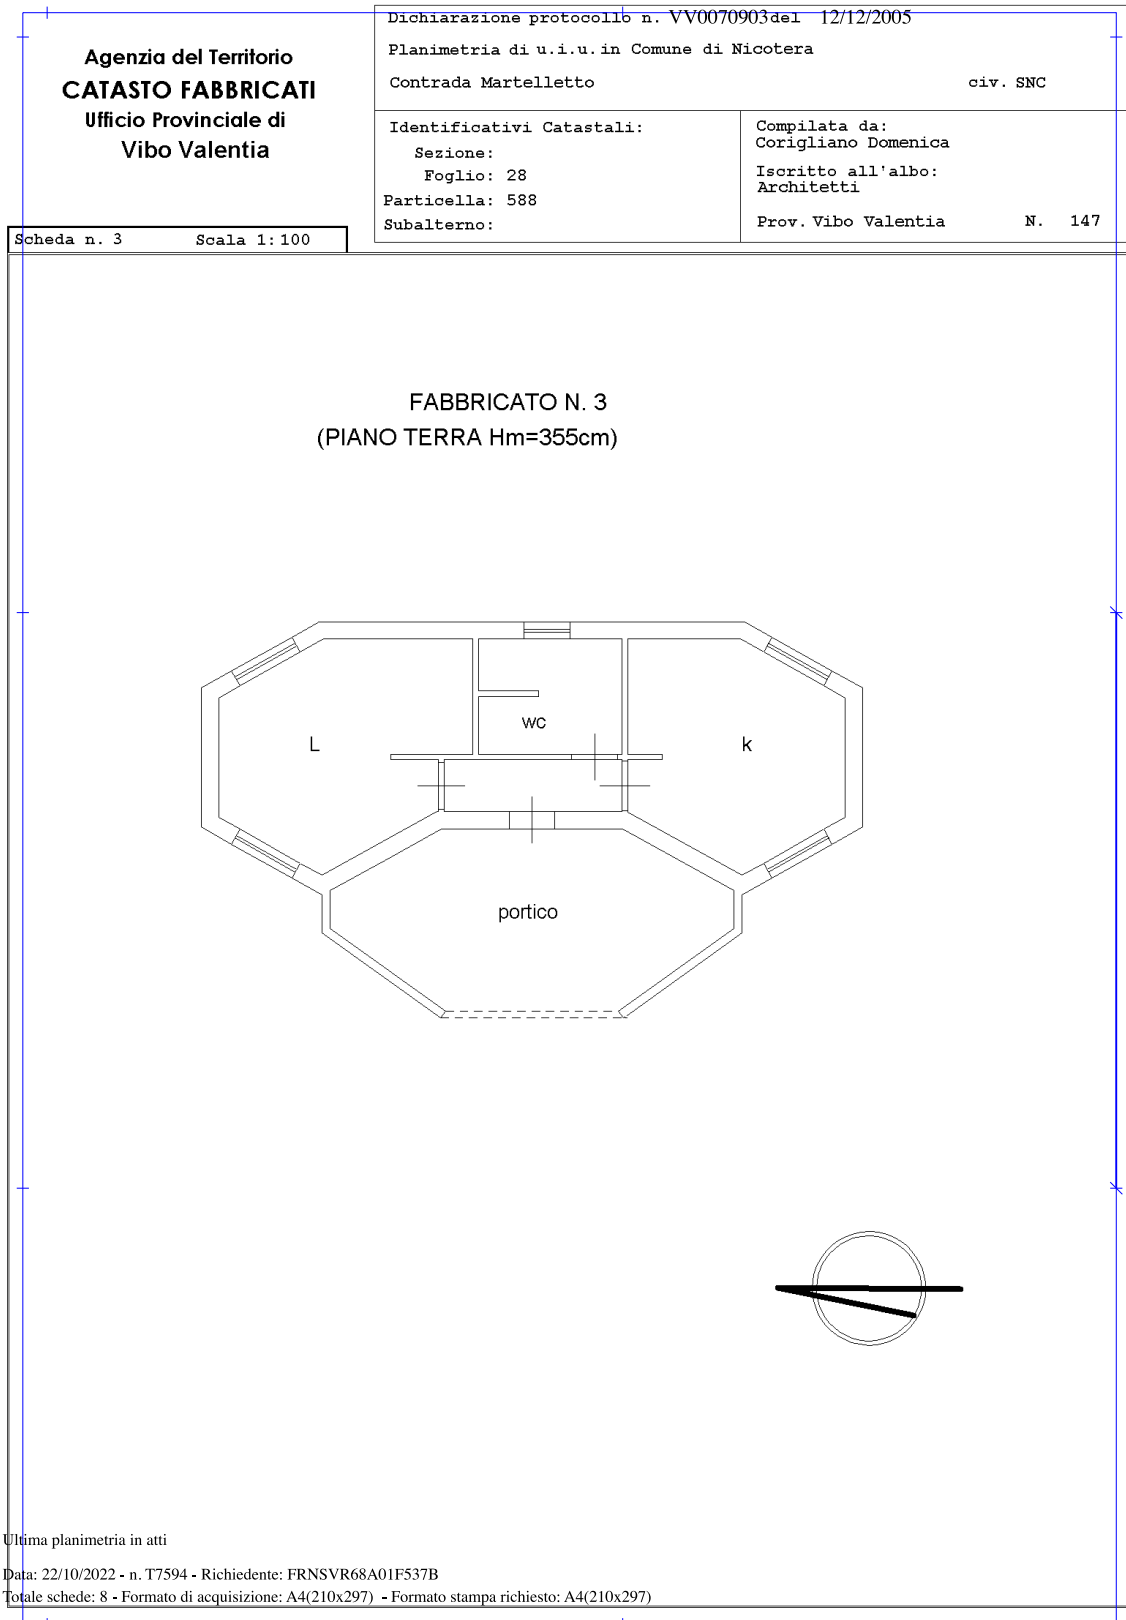 Agenzia del Territorio
CATASTO FABBRICATI
Ufficio Provinciale di
Vibo Valentia
Dichiarazione protocollo n. VV0070903 del 12/12/2005
Planimetria di u.i.u. in Comune di Nicotera
Contrada Martelletto civ. SNC
Identificativi Catastali:
Sezione:
Foglio: 28
Particella: 588
Subalterno:
Compilata da:
Corigliano Domenica
Iscritto all'albo:
Architetti
Prov. Vibo Valentia N. 147
Scheda n. 3 Scala 1:100
FABBRICATO N. 3
(PIANO TERRA Hm=355cm)
wc
L
k
portico
Ultima planimetria in atti
Data: 22/10/2022 - n. T7594 - Richiedente: FRNSVR68A01F537B
Totale schede: 8 - Formato di acquisizione: A4(210x297) - Formato stampa richiesto: A4(210x297)